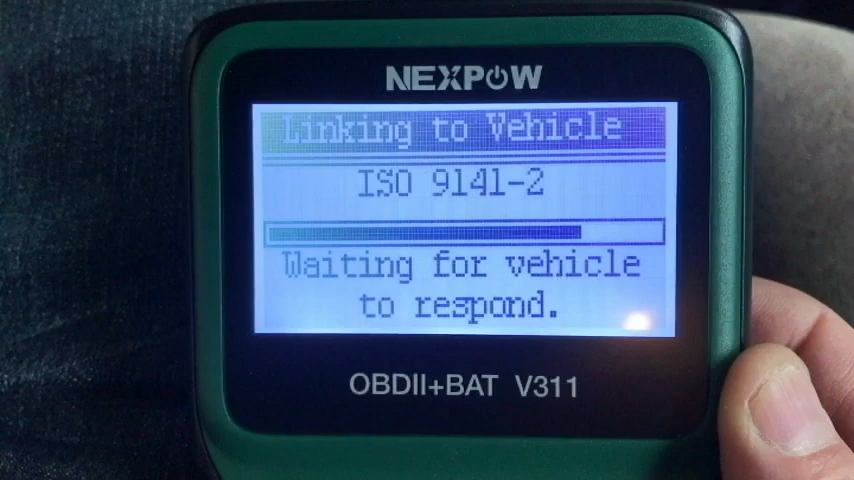 NEXPOW
Linking to Vehicle
ISO 9141-2
Waiting for vehicle
to respond.
OBDII+BAT V311